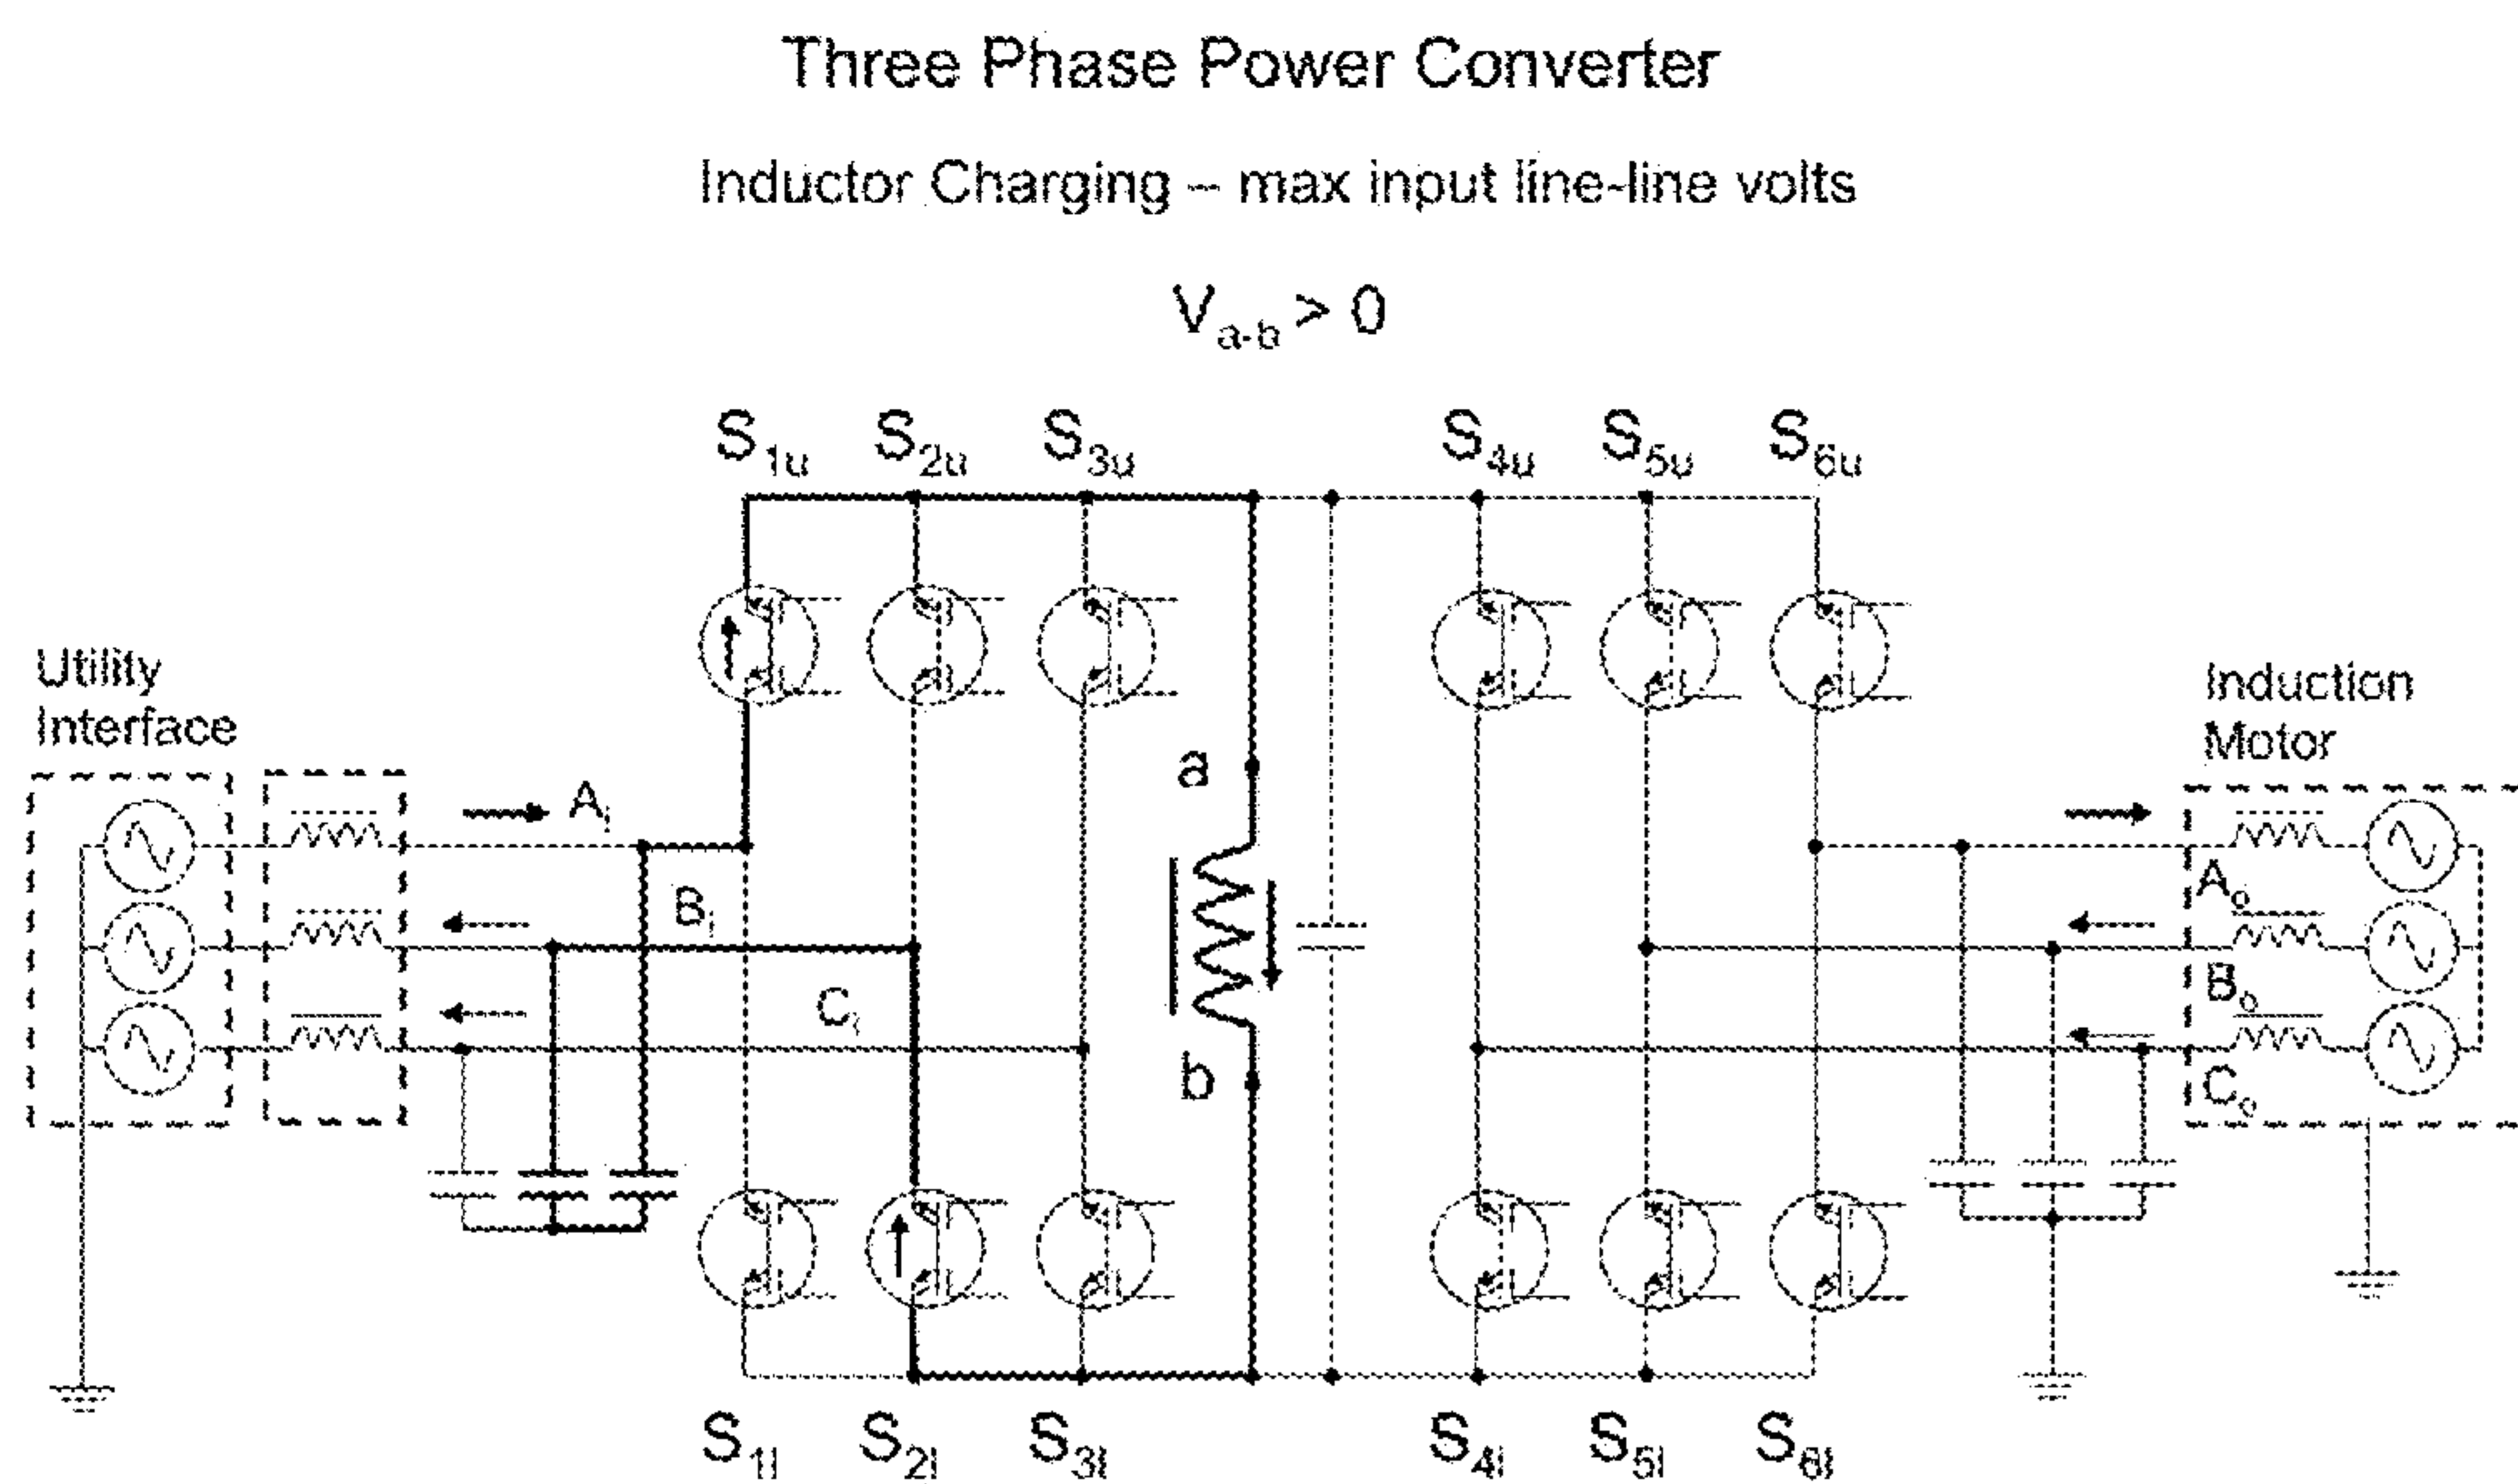 Three Phase Power Converter
Inductor Charging – max input line-line volts
Va-b > 0
S1u S2u S3u S4u S5u S6u
Utility
Interface
Induction
Motor
a
Ai
Bi
Ao
Ci
Bo
b
Co
S1l S2l S3l S4l S5l S6l